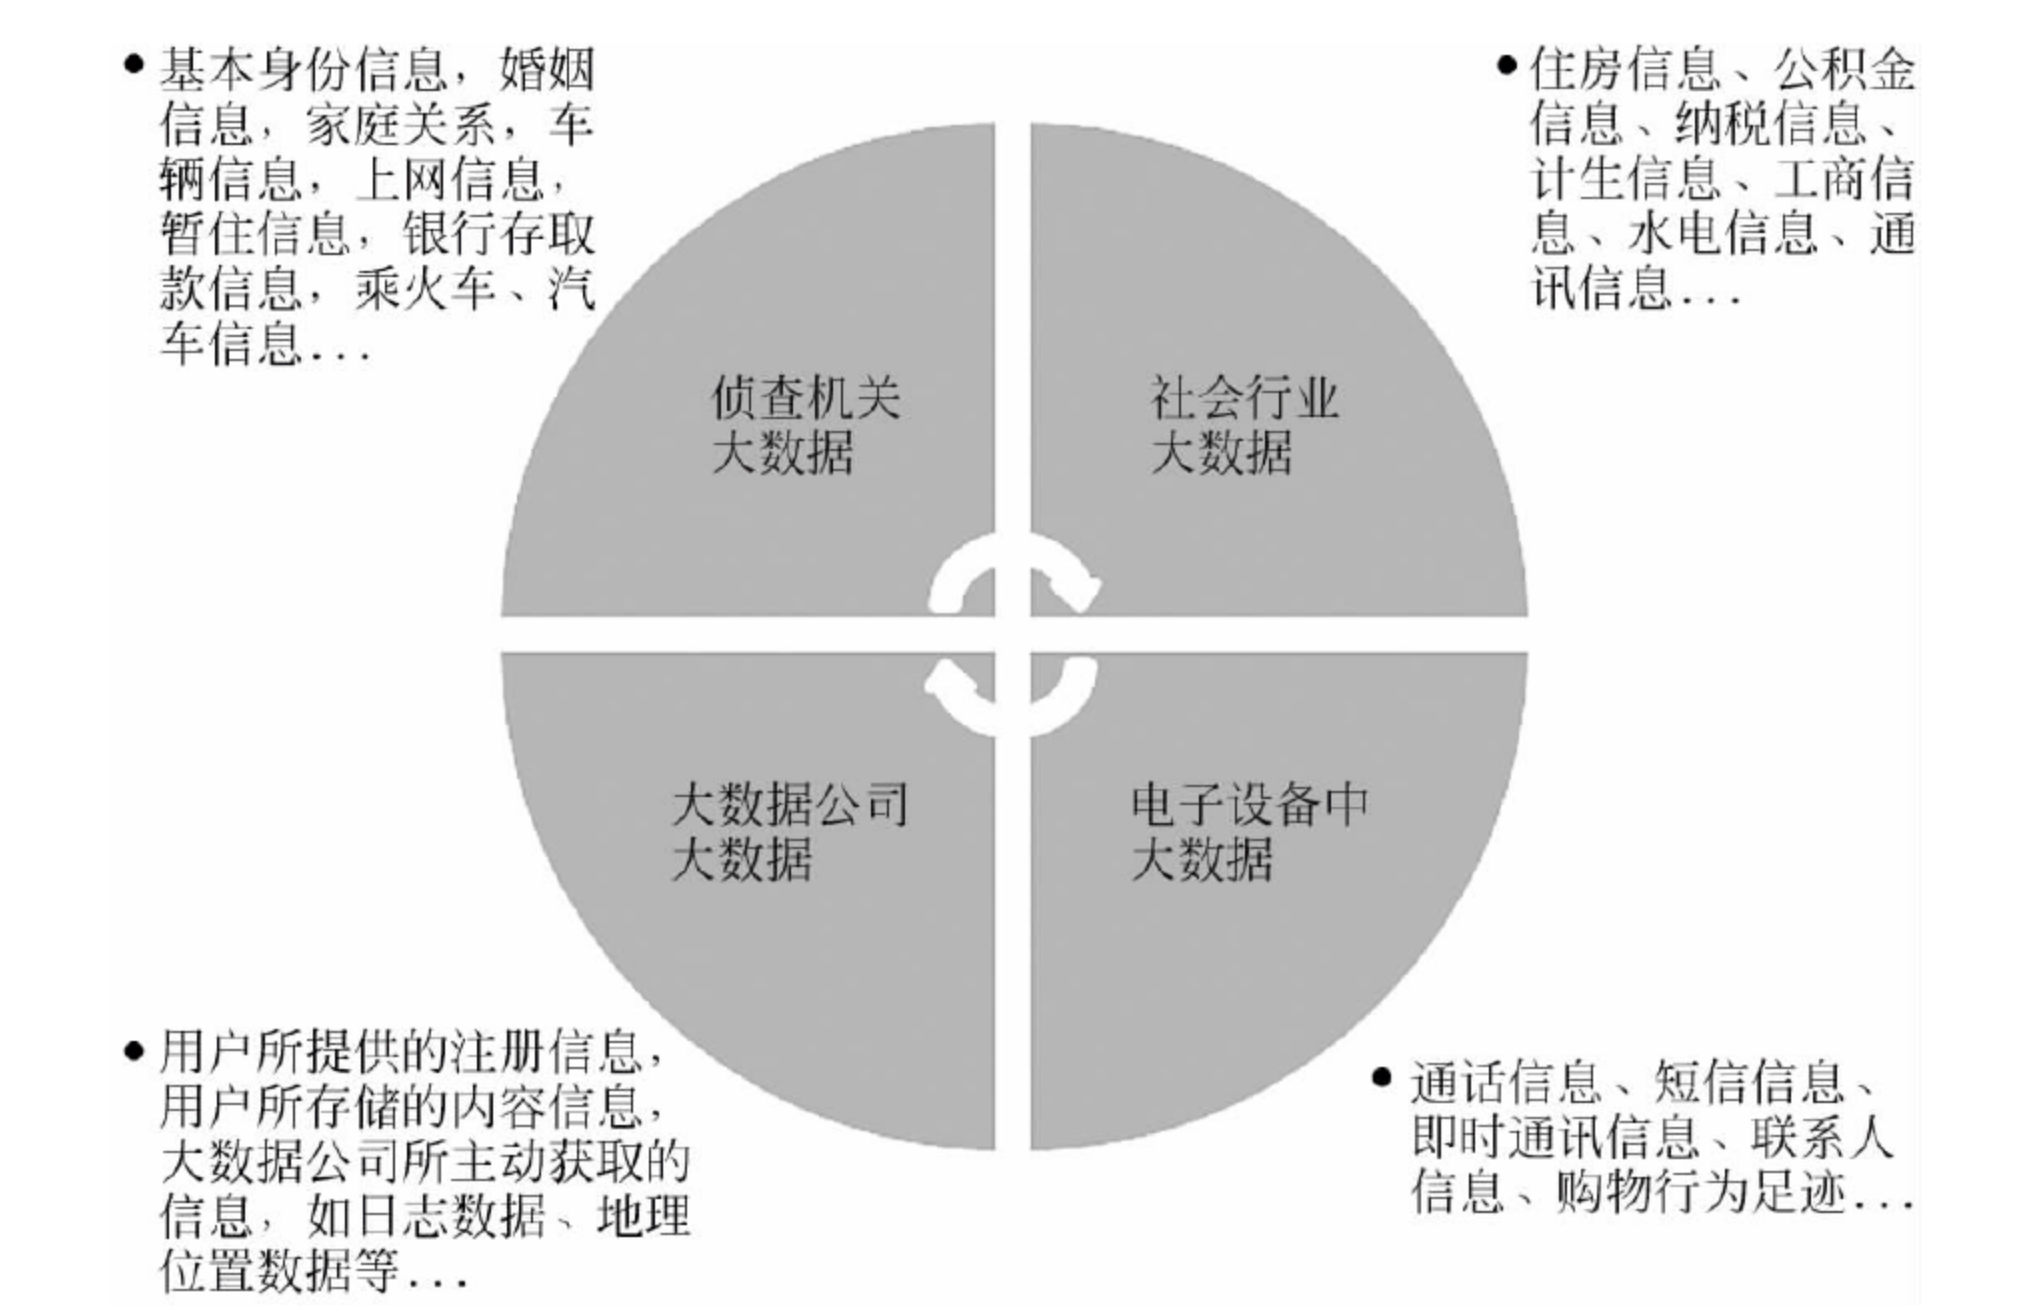 基本身份信息，婚姻
信息，家庭关系，车
辆信息，上网信息，
暂住信息，银行存取
款信息，乘火车、汽
车信息...
住房信息、公积金
信息、纳税信息、
计生信息、工商信
息、水电信息、通
讯信息...
侦查机关
大数据
社会行业
大数据
大数据公司
大数据
电子设备中
大数据
用户所提供的注册信息，
用户所存储的内容信息，
大数据公司所主动获取的
信息，如日志数据、地理
位置数据等...
通话信息、短信信息、
即时通讯信息、联系人
信息、购物行为足迹...